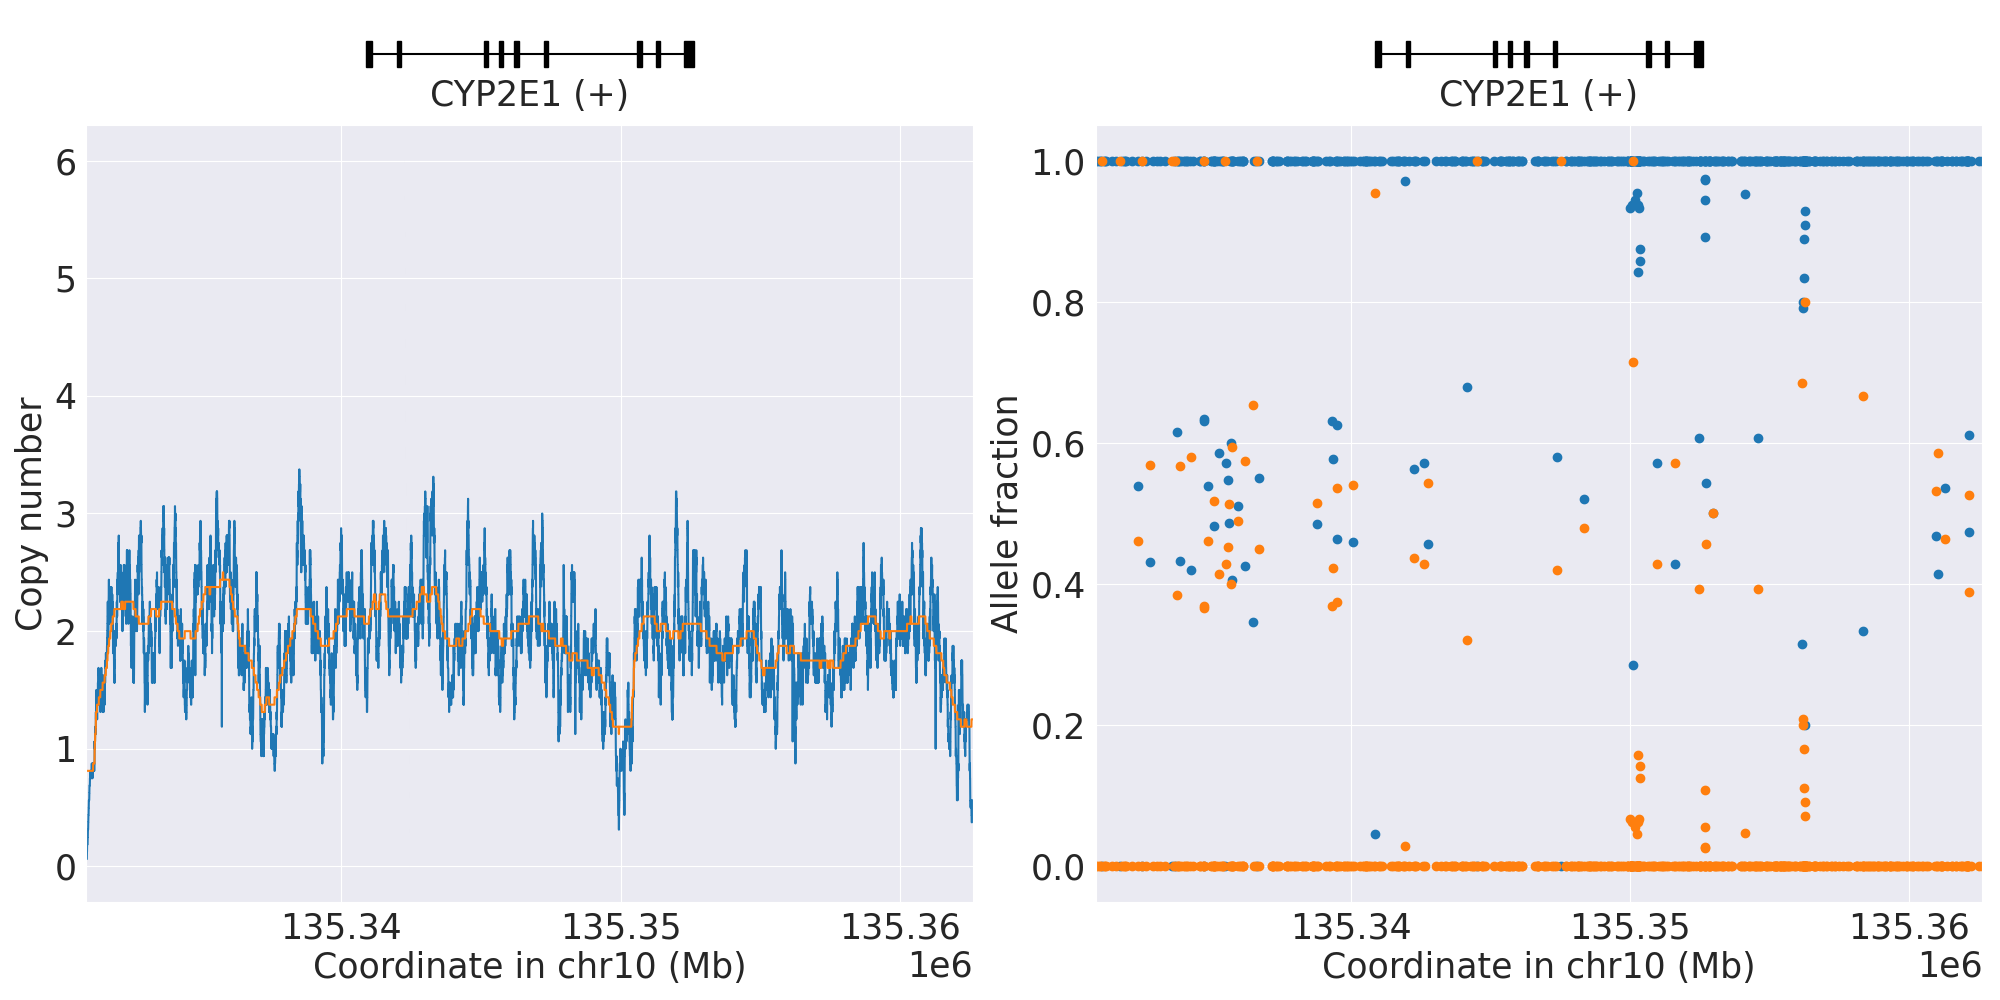 CYP2E1 (+)
6
5
4
3
2
1
0
Copy number
135.34
135.35
135.36
Coordinate in chr10 (Mb)
1e6
CYP2E1 (+)
1.0
0.8
0.6
0.4
0.2
0.0
Allele fraction
135.34
135.35
135.36
Coordinate in chr10 (Mb)
1e6